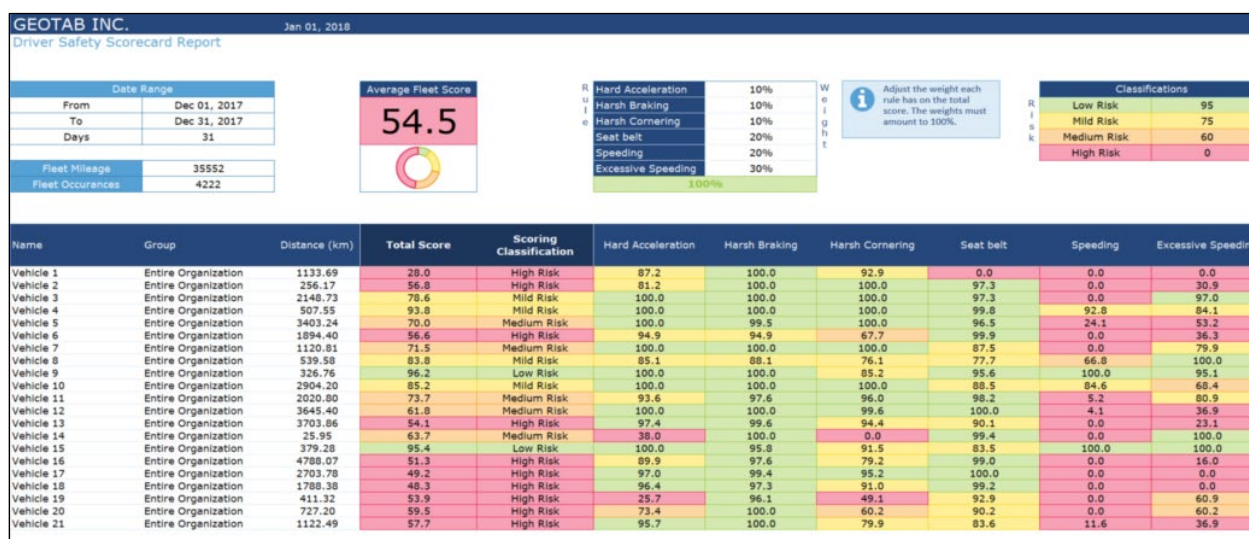 GEOTAB INC. Jan 01, 2018
Driver Safety Scorecard Report
Date Range
From Dec 01, 2017
To Dec 31, 2017
Days 31
Fleet Mileage 35552
Fleet Occurances 4222
Average Fleet Score
54.5
Rule
Hard Acceleration 10%
Harsh Braking 10%
Harsh Cornering 10%
Seat belt 20%
Speeding 20%
Excessive Speeding 30%
100%
Weight
Adjust the weight each
rule has on the total
score. The weights must
amount to 100%.
Risk
Classifications
Low Risk 95
Mild Risk 75
Medium Risk 60
High Risk 0
Name Group Distance (km) Total Score Scoring Classification Hard Acceleration Harsh Braking Harsh Cornering Seat belt Speeding Excessive Speedin
Vehicle 1 Entire Organization 1133.69 28.0 High Risk 87.2 100.0 92.9 0.0 0.0 0.0
Vehicle 2 Entire Organization 256.17 56.8 High Risk 81.2 100.0 100.0 97.3 0.0 30.9
Vehicle 3 Entire Organization 2148.73 78.6 Mild Risk 100.0 100.0 100.0 97.3 0.0 97.0
Vehicle 4 Entire Organization 507.55 93.8 Mild Risk 100.0 100.0 100.0 99.8 92.8 84.1
Vehicle 5 Entire Organization 3403.24 70.0 Medium Risk 100.0 99.5 100.0 96.5 24.1 53.2
Vehicle 6 Entire Organization 1894.40 56.6 High Risk 94.9 94.9 67.7 99.9 0.0 36.3
Vehicle 7 Entire Organization 1120.81 71.5 Medium Risk 100.0 100.0 100.0 87.5 0.0 79.9
Vehicle 8 Entire Organization 539.58 83.8 Mild Risk 85.1 88.1 76.1 77.7 66.8 100.0
Vehicle 9 Entire Organization 326.76 96.2 Low Risk 100.0 100.0 85.2 95.6 100.0 95.1
Vehicle 10 Entire Organization 2904.20 85.2 Mild Risk 100.0 100.0 100.0 88.5 84.6 68.4
Vehicle 11 Entire Organization 2020.80 73.7 Medium Risk 93.6 97.6 96.0 98.2 5.2 80.9
Vehicle 12 Entire Organization 3645.40 61.8 Medium Risk 100.0 100.0 99.6 100.0 4.1 36.9
Vehicle 13 Entire Organization 3703.86 54.1 High Risk 97.4 99.6 94.4 90.1 0.0 23.1
Vehicle 14 Entire Organization 25.95 63.7 Medium Risk 38.0 100.0 0.0 99.4 0.0 100.0
Vehicle 15 Entire Organization 379.28 95.4 Low Risk 100.0 95.8 91.5 83.5 100.0 100.0
Vehicle 16 Entire Organization 4788.07 51.3 High Risk 89.9 97.6 79.2 99.0 0.0 16.0
Vehicle 17 Entire Organization 2703.78 49.2 High Risk 97.0 99.4 95.2 100.0 0.0 0.0
Vehicle 18 Entire Organization 1788.38 48.3 High Risk 96.4 97.3 91.0 99.2 0.0 0.0
Vehicle 19 Entire Organization 411.32 53.9 High Risk 25.7 96.1 49.1 92.9 0.0 60.9
Vehicle 20 Entire Organization 727.20 59.5 High Risk 73.4 100.0 60.2 90.2 0.0 60.2
Vehicle 21 Entire Organization 1122.49 57.7 High Risk 95.7 100.0 79.9 83.6 11.6 36.9